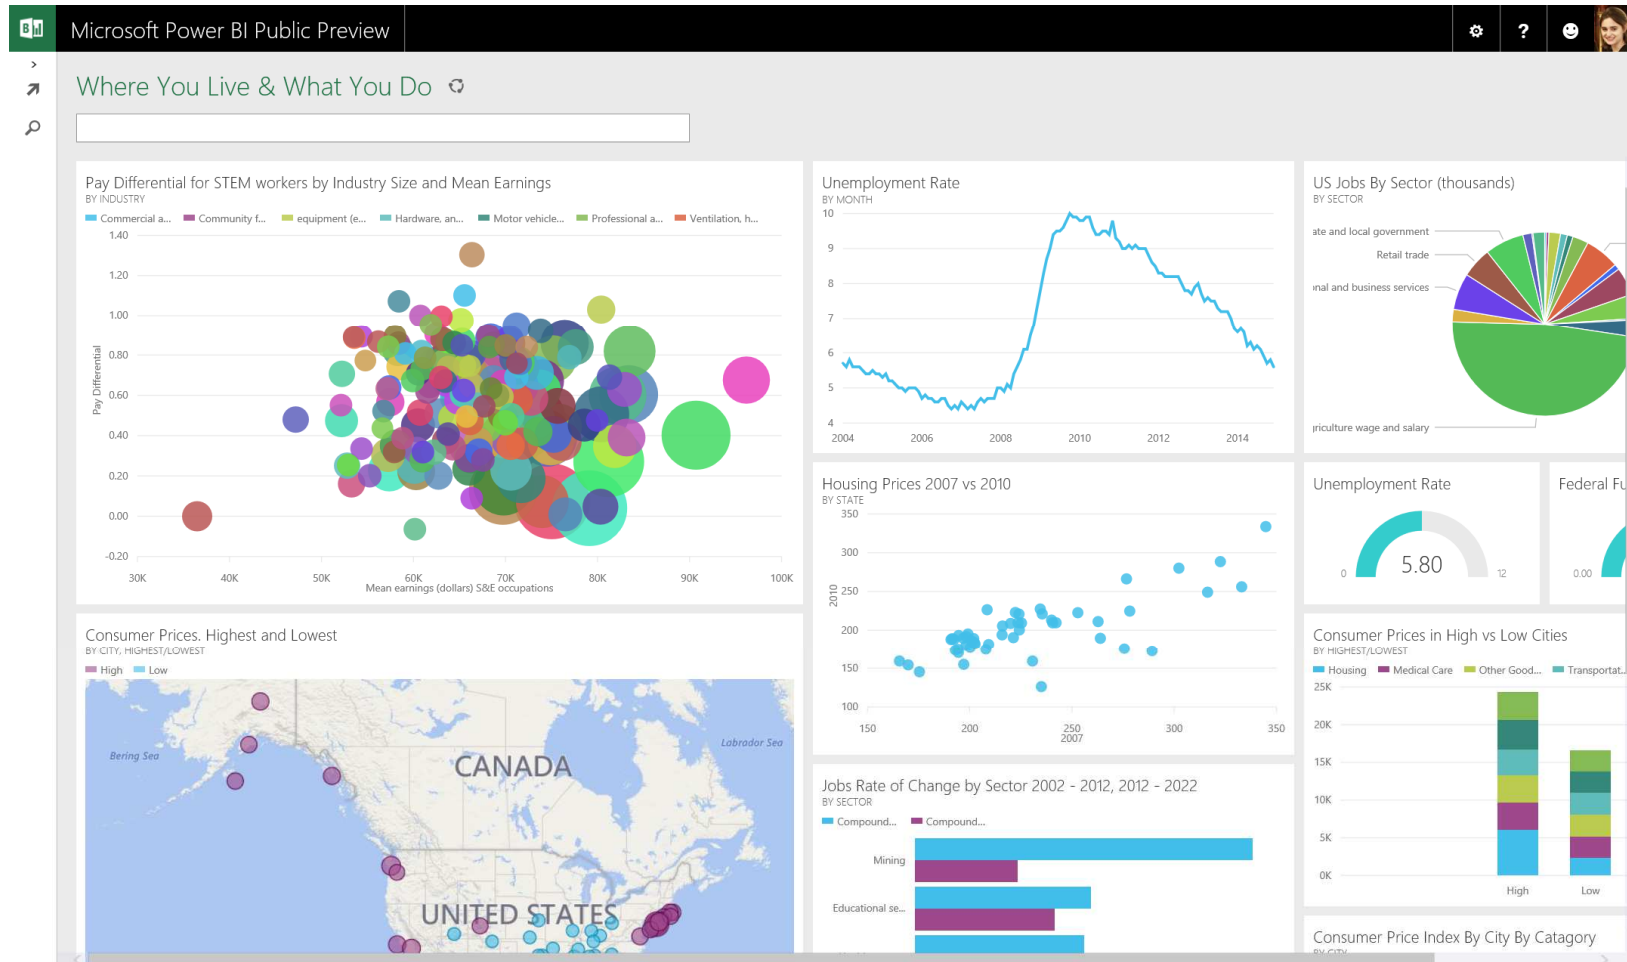 Microsoft Power BI Public Preview
Where You Live & What You Do
Pay Differential for STEM workers by Industry Size and Mean Earnings
BY INDUSTRY
Commercial a... Community f... equipment (e... Hardware, an... Motor vehicle... Professional a... Ventilation, h...
1.40
1.20
1.00
0.80
0.60
0.40
0.20
0.00
-0.20
Pay Differential
30K 40K 50K 60K 70K 80K 90K 100K
Mean earnings (dollars) S&E occupations
Unemployment Rate
BY MONTH
10
9
8
7
6
5
4
2004 2006 2008 2010 2012 2014
US Jobs By Sector (thousands)
BY SECTOR
ate and local government
Retail trade
nal and business services
riculture wage and salary
Housing Prices 2007 vs 2010
BY STATE
350
300
250
200
150
100
2010
150 200 250 300 350
2007
Unemployment Rate
5.80
0 12
Federal Fu
0.00
Consumer Prices. Highest and Lowest
BY CITY, HIGHEST/LOWEST
High Low
Bering Sea
Labrador Sea
CANADA
UNITED STATES
Jobs Rate of Change by Sector 2002 - 2012, 2012 - 2022
BY SECTOR
Compound... Compound...
Mining
Educational se...
Consumer Prices in High vs Low Cities
BY HIGHEST/LOWEST
Housing Medical Care Other Good... Transportat...
25K
20K
15K
10K
5K
0K
High Low
Consumer Price Index By City By Catagory
BY CITY